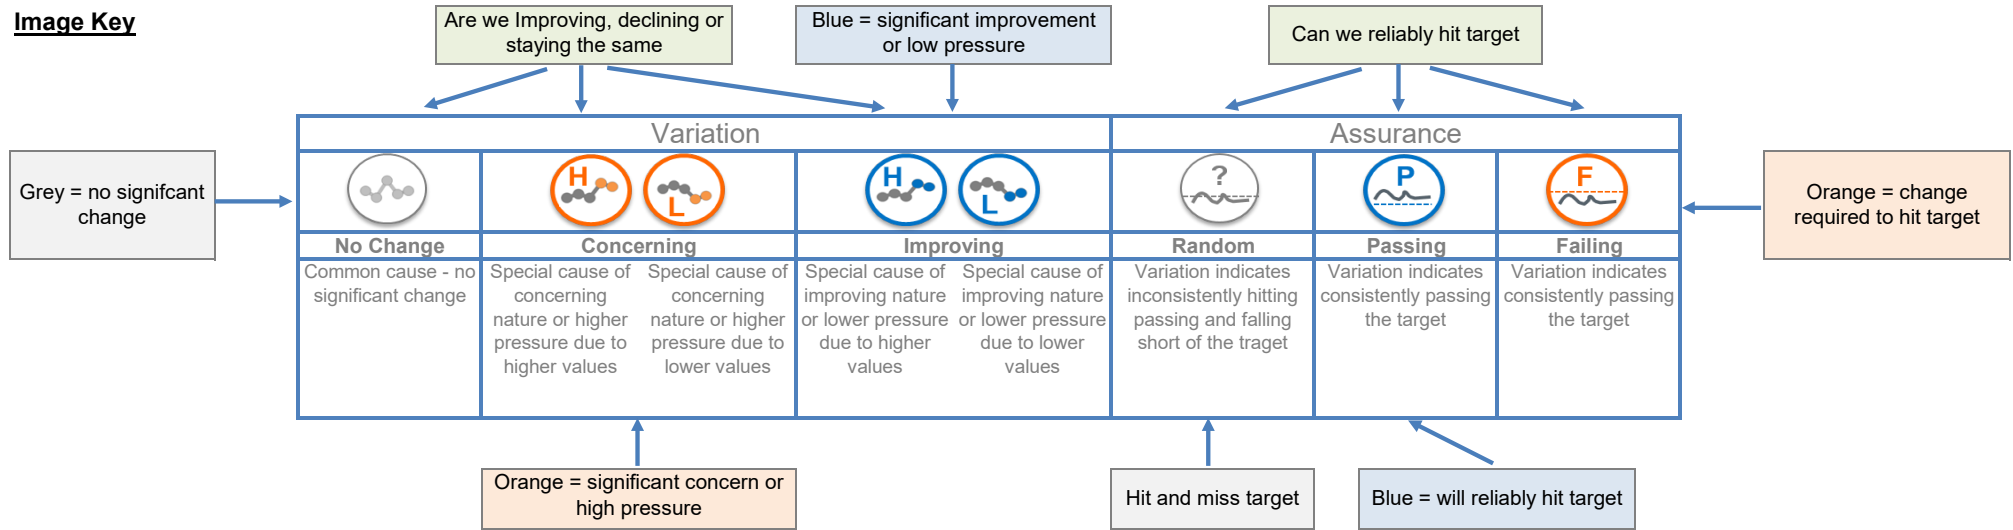 Image Key
Are we Improving, declining or
staying the same
Blue = significant improvement
or low pressure
Can we reliably hit target
Grey = no signifcant
change
Orange = change
required to hit target
Variation
Assurance
H
L
H
L
?
P
F
No Change
Concerning
Improving
Random
Passing
Failing
Common cause - no
significant change
Special cause of
concerning
nature or higher
pressure due to
higher values
Special cause of
concerning
nature or higher
pressure due to
lower values
Special cause of
improving nature
or lower pressure
due to higher
values
Special cause of
improving nature
or lower pressure
due to lower
values
Variation indicates
inconsistently hitting
passing and falling
short of the traget
Variation indicates
consistently passing
the target
Variation indicates
consistently passing
the target
Orange = significant concern or
high pressure
Hit and miss target
Blue = will reliably hit target